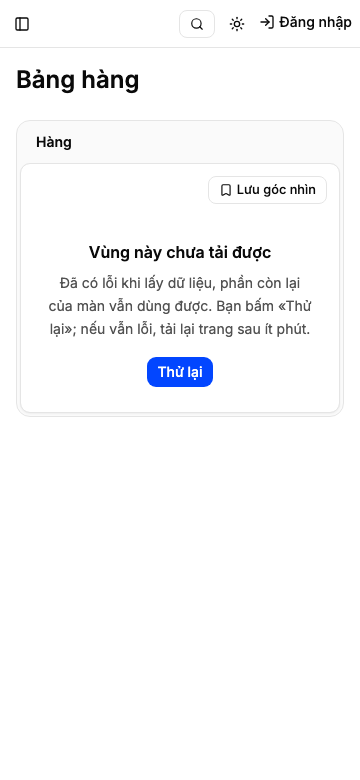 Đăng nhập
Bảng hàng
Hàng
Lưu góc nhìn
Vùng này chưa tải được
Đã có lỗi khi lấy dữ liệu, phần còn lại
của màn vẫn dùng được. Bạn bấm «Thử
lại»; nếu vẫn lỗi, tải lại trang sau ít phút.
Thử lại